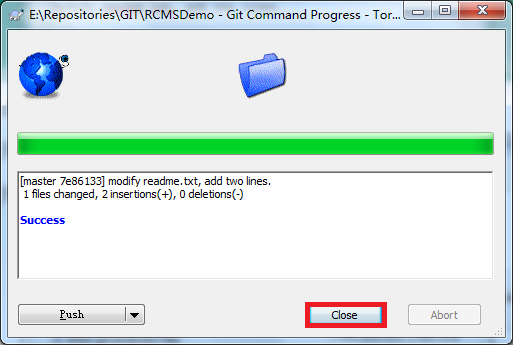 E:\Repositories\GIT\RCMSDemo - Git Command Progress - Tor...
[master 7e86133] modify readme.txt, add two lines.
1 files changed, 2 insertions(+), 0 deletions(-)
Success
Push
Close
Abort